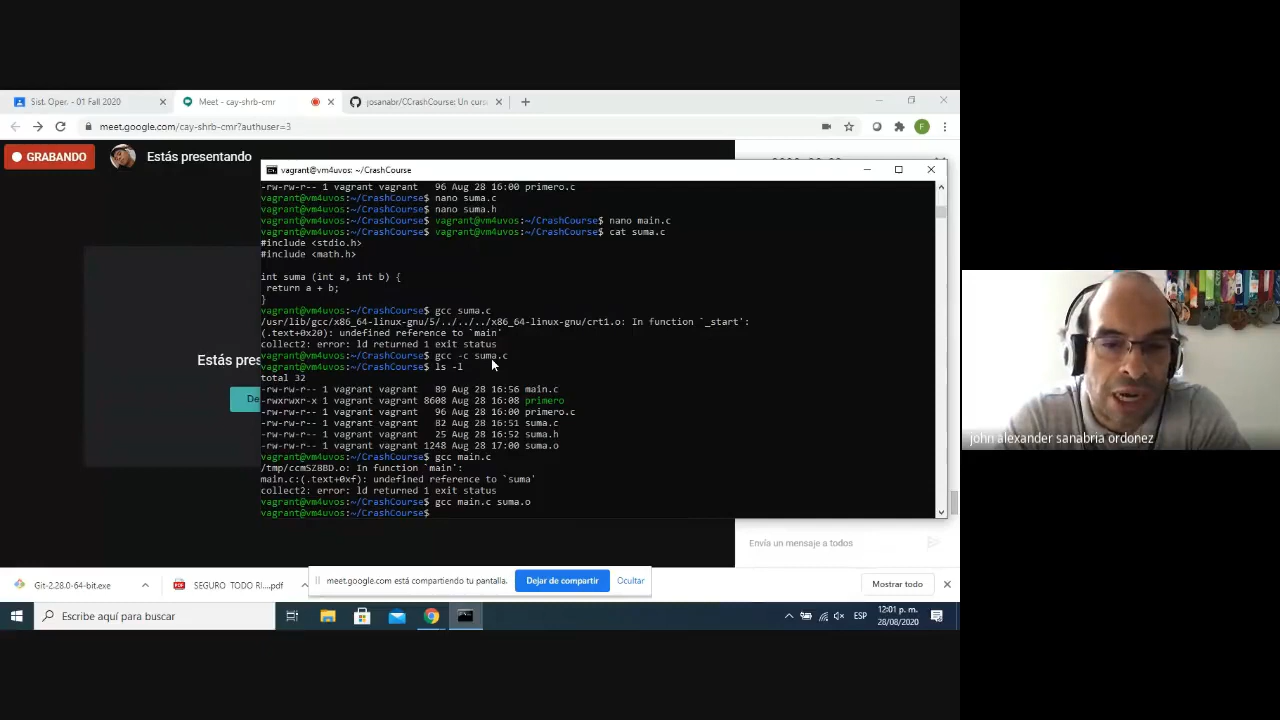 Sist. Oper. - 01 Fall 2020
Meet - cay-shrb-cmr
josanabr/CCrashCourse: Un curs
meet.google.com/cay-shrb-cmr?authuser=3
F
GRABANDO
Estás presentando
vagrant@vm4uvos: ~/CrashCourse
-rw-rw-r-- 1 vagrant vagrant   96 Aug 28 16:00 primero.c
vagrant@vm4uvos:~/CrashCourse$ nano suma.c
vagrant@vm4uvos:~/CrashCourse$ nano suma.h
vagrant@vm4uvos:~/CrashCourse$ vagrant@vm4uvos:~/CrashCourse$ nano main.c
vagrant@vm4uvos:~/CrashCourse$ vagrant@vm4uvos:~/CrashCourse$ cat suma.c
#include <stdio.h>
#include <math.h>
int suma (int a, int b) {
return a + b;
}
vagrant@vm4uvos:~/CrashCourse$ gcc suma.c
/usr/lib/gcc/x86_64-linux-gnu/5/../../../x86_64-linux-gnu/crt1.o: In function `_start':
(.text+0x20): undefined reference to `main'
collect2: error: ld returned 1 exit status
vagrant@vm4uvos:~/CrashCourse$ gcc -c suma.c
vagrant@vm4uvos:~/CrashCourse$ ls -l
total 32
-rw-rw-r-- 1 vagrant vagrant   89 Aug 28 16:56 main.c
-rwxrwxr-x 1 vagrant vagrant 8608 Aug 28 16:08 primero
-rw-rw-r-- 1 vagrant vagrant   96 Aug 28 16:00 primero.c
-rw-rw-r-- 1 vagrant vagrant   82 Aug 28 16:51 suma.c
-rw-rw-r-- 1 vagrant vagrant   25 Aug 28 16:52 suma.h
-rw-rw-r-- 1 vagrant vagrant 1248 Aug 28 17:00 suma.o
vagrant@vm4uvos:~/CrashCourse$ gcc main.c
/tmp/ccmSZ8BD.o: In function `main':
main.c:(.text+0xf): undefined reference to `suma'
collect2: error: ld returned 1 exit status
vagrant@vm4uvos:~/CrashCourse$ gcc main.c suma.o
vagrant@vm4uvos:~/CrashCourse$
Estás pres
De
john alexander sanabria ordonez
Envía un mensaje a todos
meet.google.com está compartiendo tu pantalla.
Dejar de compartir
Ocultar
Git-2.28.0-64-bit.exe
PDF
SEGURO TODO RI....pdf
Mostrar todo
Escribe aquí para buscar
ESP
12:01 p. m.
28/08/2020